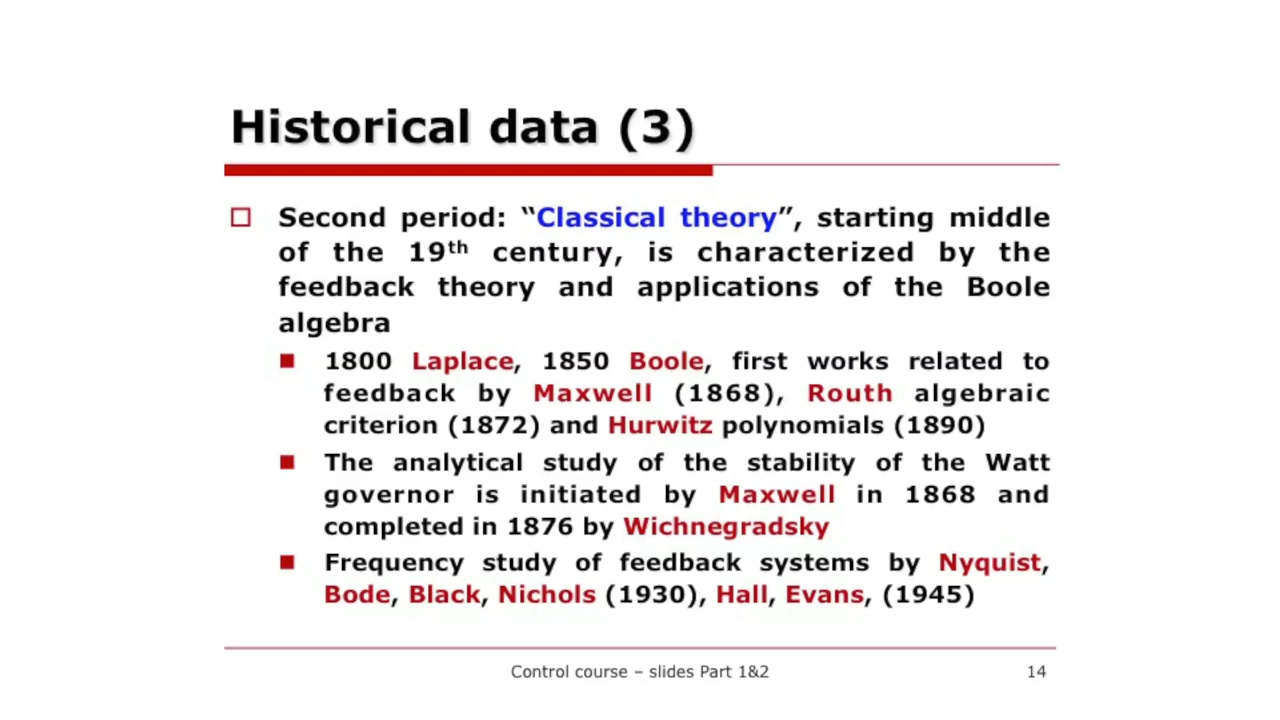 Historical data (3)
Second period: “Classical theory”, starting middle
of the 19th century, is characterized by the
feedback theory and applications of the Boole
algebra
1800 Laplace, 1850 Boole, first works related to
feedback by Maxwell (1868), Routh algebraic
criterion (1872) and Hurwitz polynomials (1890)
The analytical study of the stability of the Watt
governor is initiated by Maxwell in 1868 and
completed in 1876 by Wichnegradsky
Frequency study of feedback systems by Nyquist,
Bode, Black, Nichols (1930), Hall, Evans, (1945)
Control course – slides Part 1&2
14